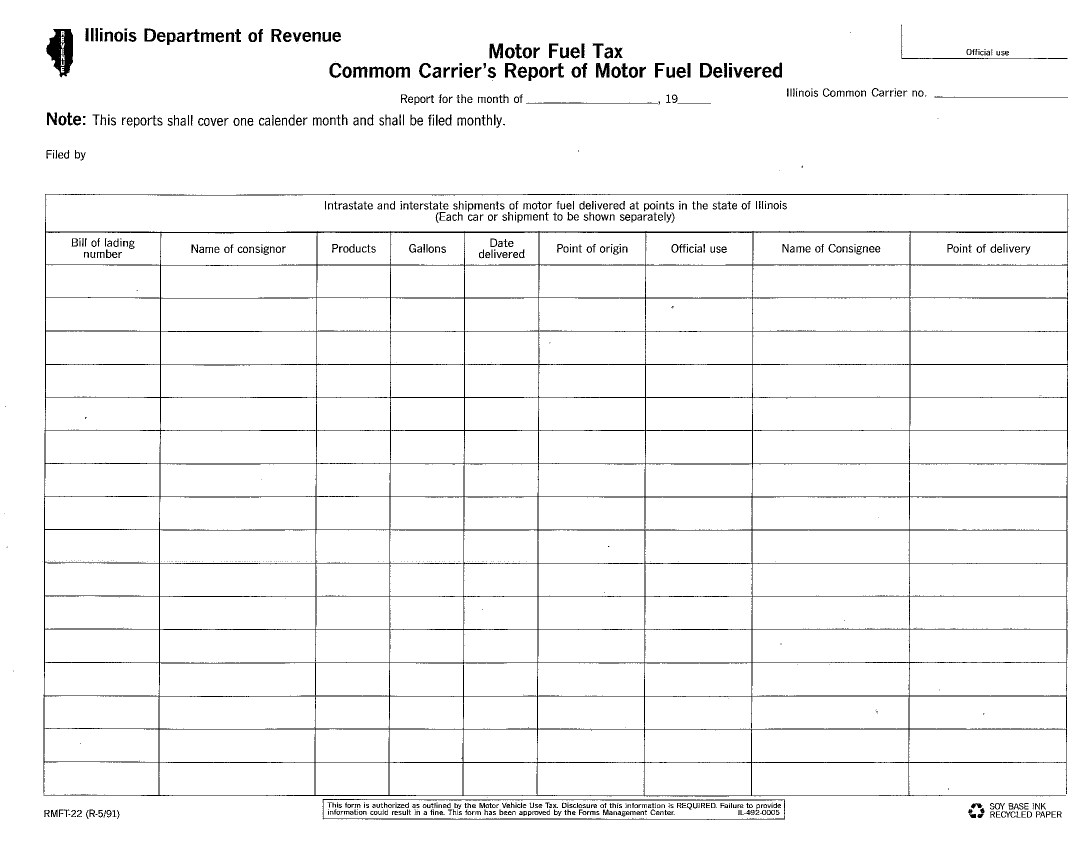 REVENUE
Illinois Department of Revenue
Motor Fuel Tax
Commom Carrier's Report of Motor Fuel Delivered
Official use
Report for the month of ____________________, 19_____
Illinois Common Carrier no. ____________________
Note: This reports shall cover one calender month and shall be filed monthly.
Filed by
Intrastate and interstate shipments of motor fuel delivered at points in the state of Illinois
(Each car or shipment to be shown separately)
Bill of lading number
Name of consignor
Products
Gallons
Date delivered
Point of origin
Official use
Name of Consignee
Point of delivery
RMFT-22 (R-5/91)
This form is authorized as outlined by the Motor Vehicle Use Tax. Disclosure of this information is REQUIRED. Failure to provide
information could result in a fine. This form has been approved by the Forms Management Center. IL-492-0005
SOY BASE INK
RECYCLED PAPER